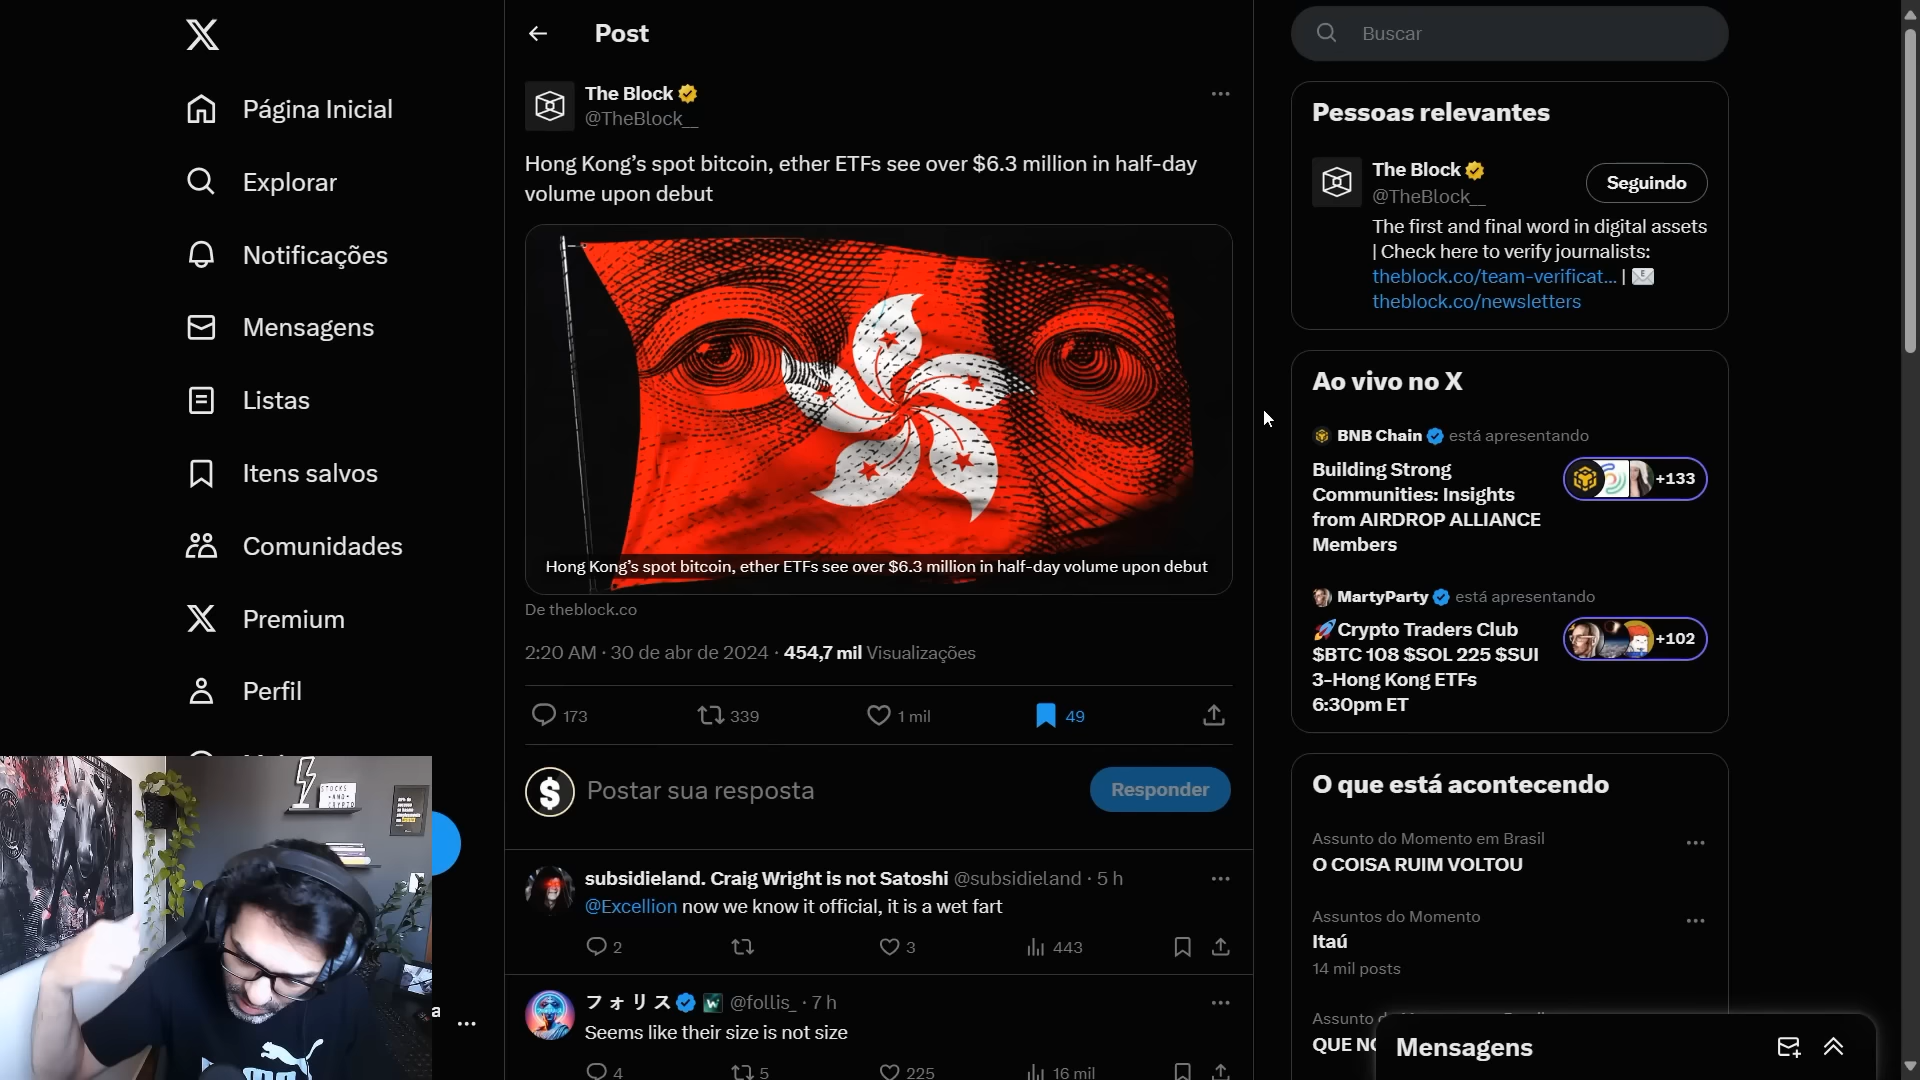 Página Inicial
Explorar
Notificações
Mensagens
Listas
Itens salvos
Comunidades
Premium
Perfil
STOCKS
AND
CRYPTO
a
Post
The Block
@TheBlock__
Hong Kong’s spot bitcoin, ether ETFs see over $6.3 million in half-day
volume upon debut
Hong Kong’s spot bitcoin, ether ETFs see over $6.3 million in half-day volume upon debut
De theblock.co
2:20 AM · 30 de abr de 2024 · 454,7 mil Visualizações
173
339
1 mil
49
Postar sua resposta
Responder
subsidieland. Craig Wright is not Satoshi @subsidieland · 5 h
@Excellion now we know it official, it is a wet fart
2
3
443
フォリス @follis_ · 7 h
Seems like their size is not size
4
5
225
16 mil
Buscar
Pessoas relevantes
The Block
@TheBlock__
Seguindo
The first and final word in digital assets
| Check here to verify journalists:
theblock.co/team-verificat... |
theblock.co/newsletters
Ao vivo no X
BNB Chain está apresentando
Building Strong
Communities: Insights
from AIRDROP ALLIANCE
Members
+133
MartyParty está apresentando
Crypto Traders Club
$BTC 108 $SOL 225 $SUI
3-Hong Kong ETFs
6:30pm ET
+102
O que está acontecendo
Assunto do Momento em Brasil
O COISA RUIM VOLTOU
Assuntos do Momento
Itaú
14 mil posts
Assunto
QUE
Mensagens